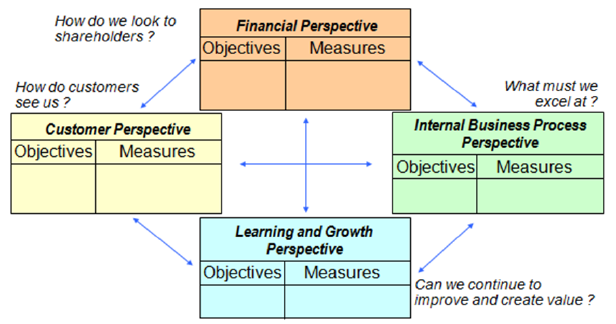 How do we look to
shareholders ?
Financial Perspective
Objectives Measures
How do customers
see us ?
What must we
excel at ?
Customer Perspective
Objectives Measures
Internal Business Process
Perspective
Objectives Measures
Learning and Growth
Perspective
Objectives Measures
Can we continue to
improve and create value ?